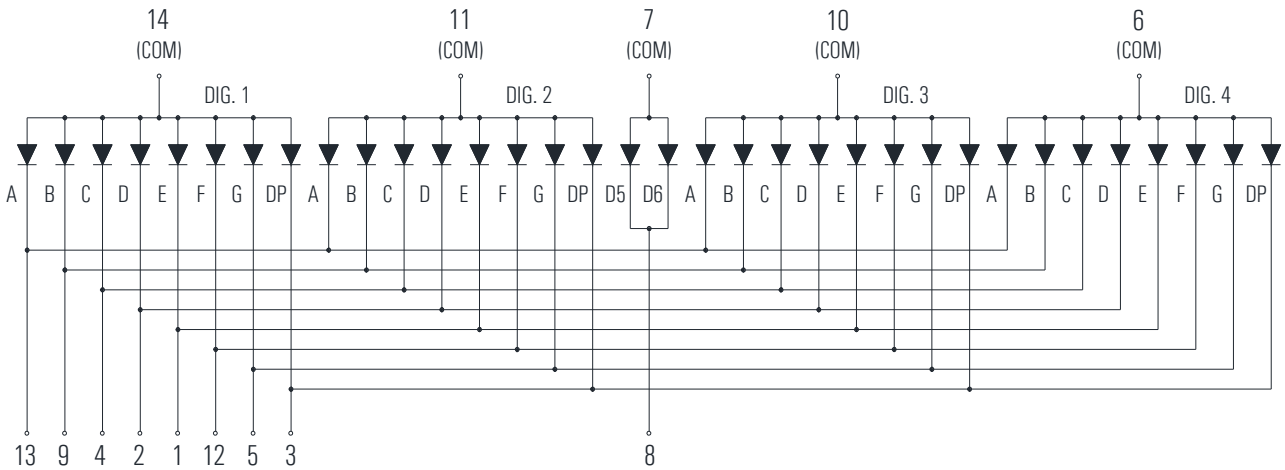 14 11 7 10 6
(COM) (COM) (COM) (COM) (COM)
DIG. 1 DIG. 2 DIG. 3 DIG. 4
A B C D E F G DP A B C D E F G DP D5 D6 A B C D E F G DP A B C D E F G DP
13 9 4 2 1 12 5 3 8